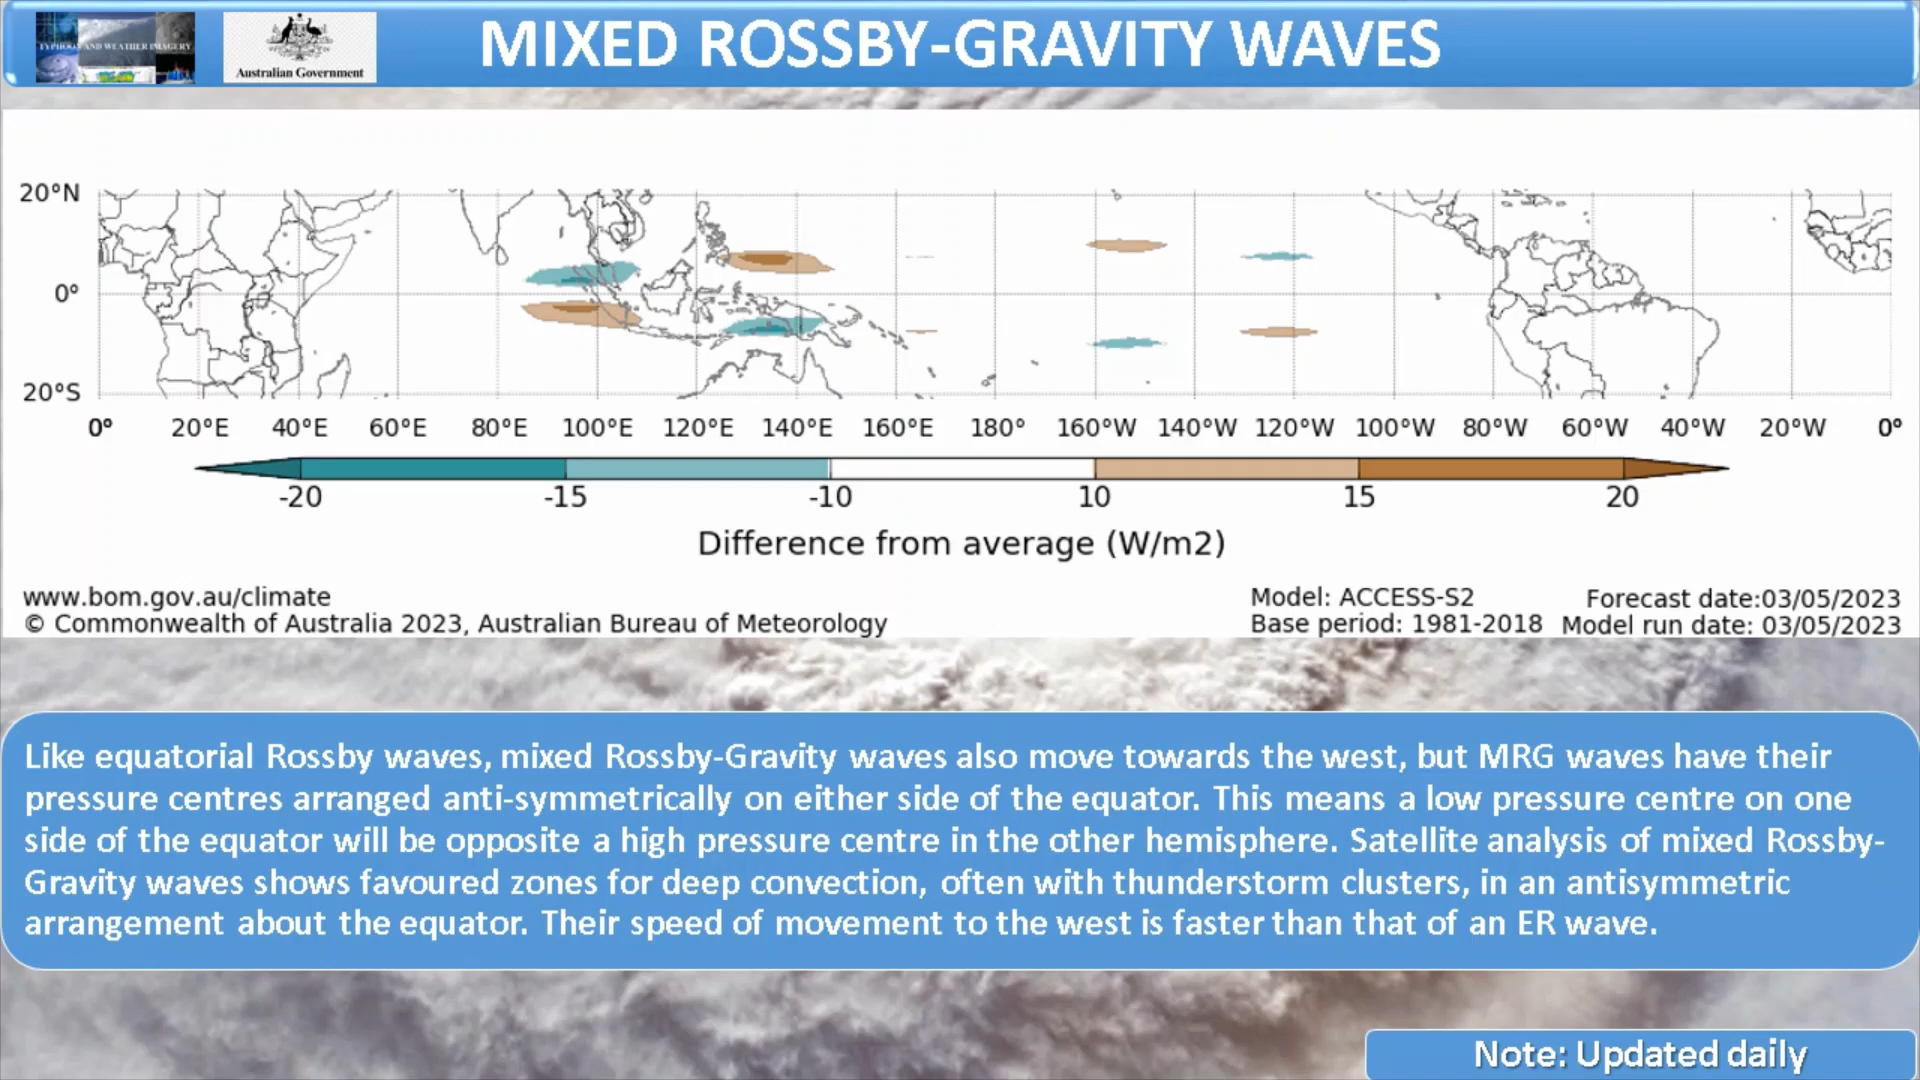 TYPHOON AND WEATHER IMAGERY
Australian Government
MIXED ROSSBY-GRAVITY WAVES
20°N
0°
20°S
0° 20°E 40°E 60°E 80°E 100°E 120°E 140°E 160°E 180° 160°W 140°W 120°W 100°W 80°W 60°W 40°W 20°W 0°
-20 -15 -10 10 15 20
Difference from average (W/m2)
www.bom.gov.au/climate
© Commonwealth of Australia 2023, Australian Bureau of Meteorology
Model: ACCESS-S2 Forecast date:03/05/2023
Base period: 1981-2018 Model run date: 03/05/2023
Like equatorial Rossby waves, mixed Rossby-Gravity waves also move towards the west, but MRG waves have their
pressure centres arranged anti-symmetrically on either side of the equator. This means a low pressure centre on one
side of the equator will be opposite a high pressure centre in the other hemisphere. Satellite analysis of mixed Rossby-
Gravity waves shows favoured zones for deep convection, often with thunderstorm clusters, in an antisymmetric
arrangement about the equator. Their speed of movement to the west is faster than that of an ER wave.
Note: Updated daily